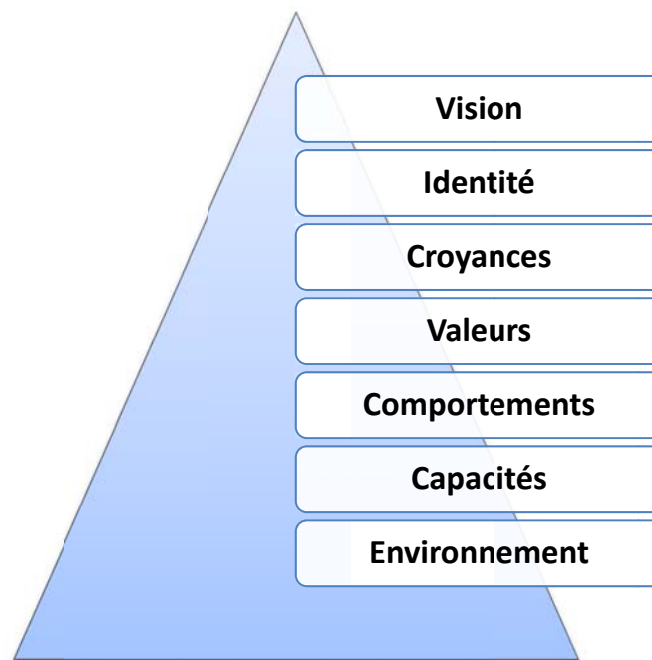 Vision
Identité
Croyances
Valeurs
Comportements
Capacités
Environnement